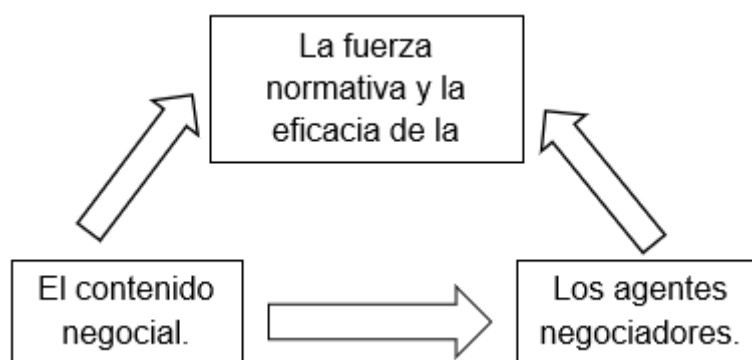 La fuerza
normativa y la
eficacia de la
El contenido
negocial.
Los agentes
negociadores.